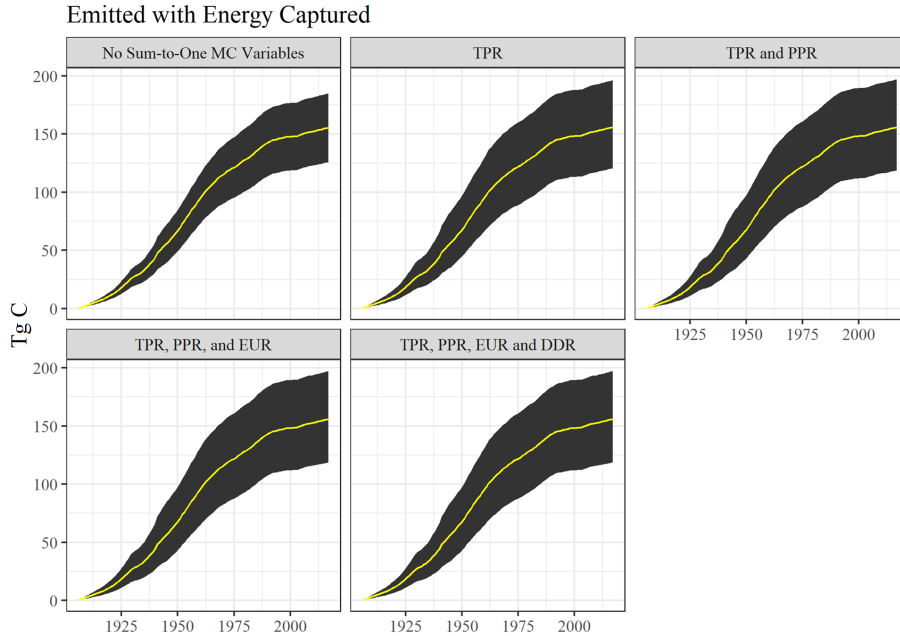 Emitted with Energy Captured
No Sum-to-One MC Variables
TPR
TPR and PPR
200
150
100
50
0
1925 1950 1975 2000
Tg C
TPR, PPR, and EUR
TPR, PPR, EUR and DDR
200
150
100
50
0
1925 1950 1975 2000
1925 1950 1975 2000